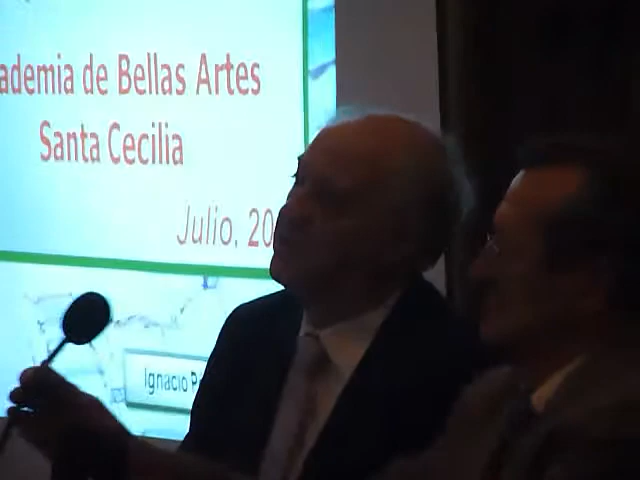 ademia de Bellas Artes
Santa Cecilia
Julio, 20
Ignacio P